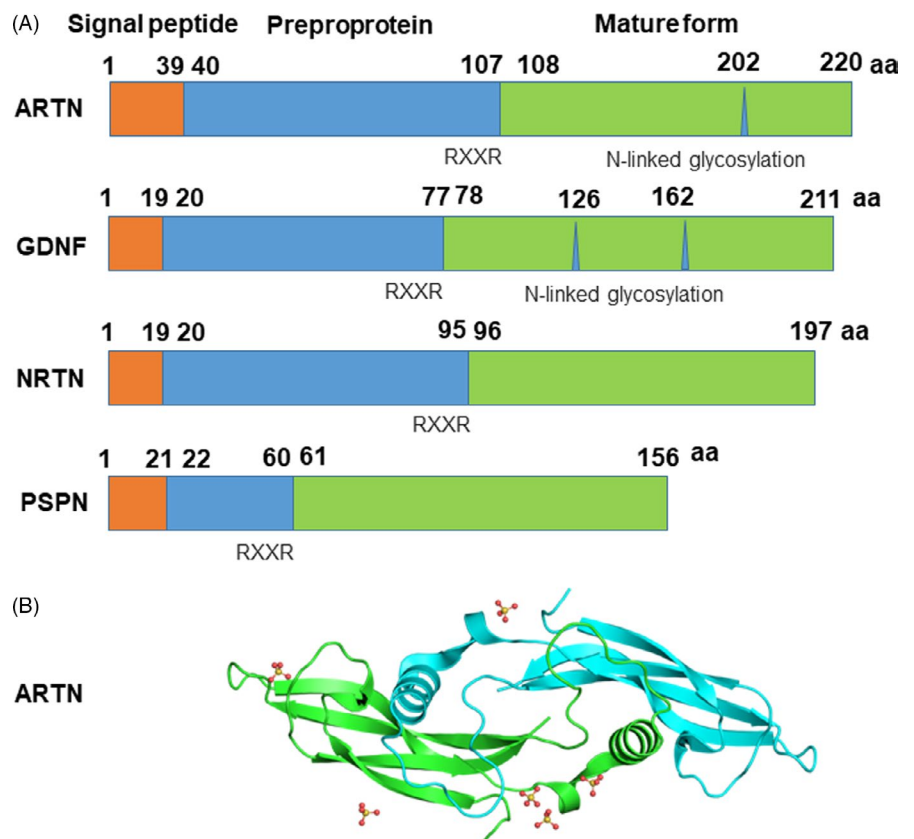 (A) Signal peptide Preproprotein Mature form
1 39 40 107 108 202 220 aa
ARTN
RXXR N-linked glycosylation
1 19 20 77 78 126 162 211 aa
GDNF
RXXR N-linked glycosylation
1 19 20 95 96 197 aa
NRTN
RXXR
1 21 22 60 61 156 aa
PSPN
RXXR
(B)
ARTN